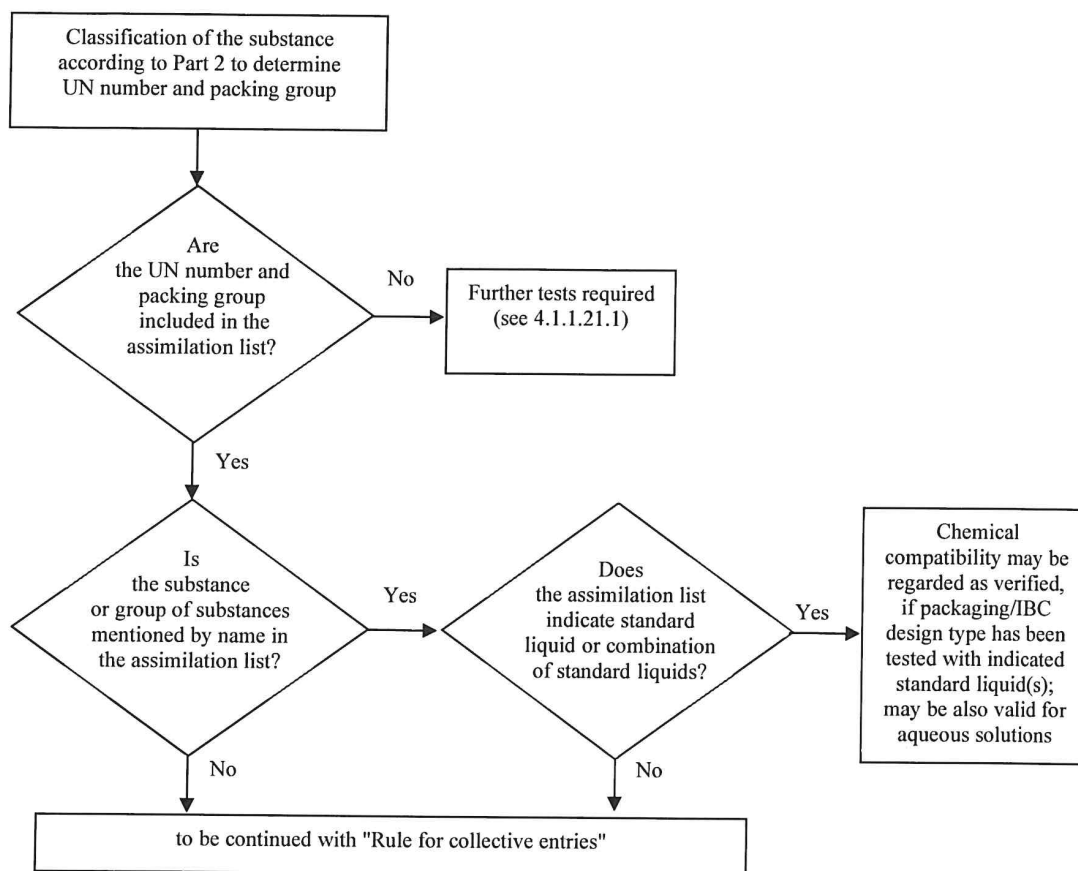 Classification of the substance
according to Part 2 to determine
UN number and packing group
Are
the UN number and
packing group
included in the
assimilation list?
No
Further tests required
(see 4.1.1.21.1)
Yes
Is
the substance
or group of substances
mentioned by name in
the assimilation list?
Yes
Does
the assimilation list
indicate standard
liquid or combination
of standard liquids?
Yes
Chemical
compatibility may be
regarded as verified,
if packaging/IBC
design type has been
tested with indicated
standard liquid(s);
may be also valid for
aqueous solutions
No
No
to be continued with "Rule for collective entries"